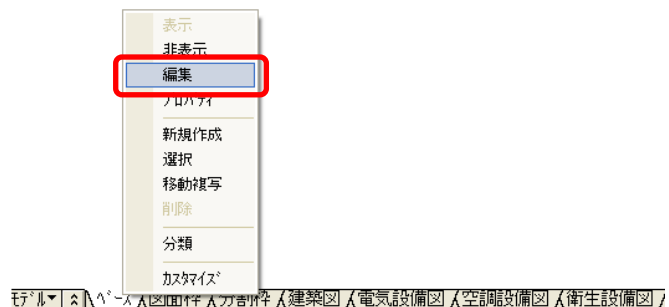 表示
非表示
編集
プロパティ
新規作成
選択
移動複写
削除
分類
カスタマイズ
モデル ベース 図面枠 分割枠 建築図 電気設備図 空調設備図 衛生設備図